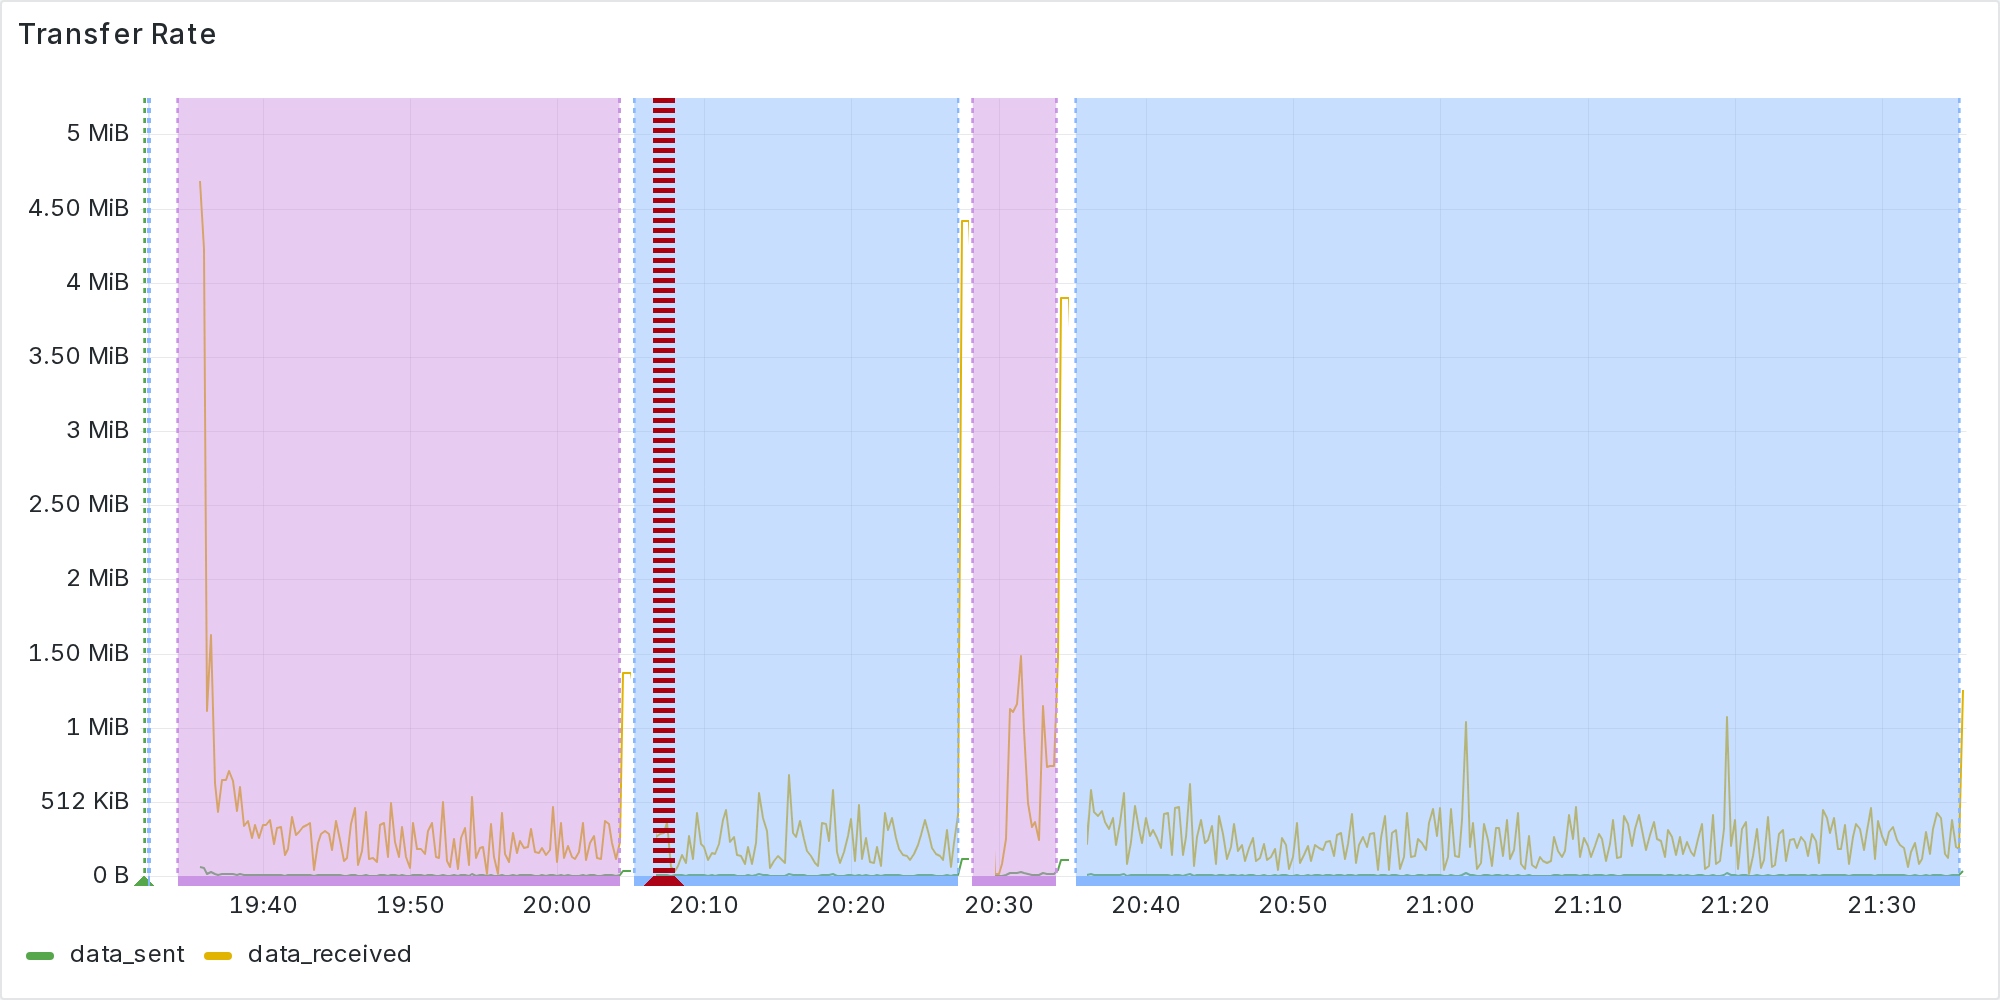 Transfer Rate
5 MiB
4.50 MiB
4 MiB
3.50 MiB
3 MiB
2.50 MiB
2 MiB
1.50 MiB
1 MiB
512 KiB
0 B
19:40 19:50 20:00 20:10 20:20 20:30 20:40 20:50 21:00 21:10 21:20 21:30
data_sent data_received